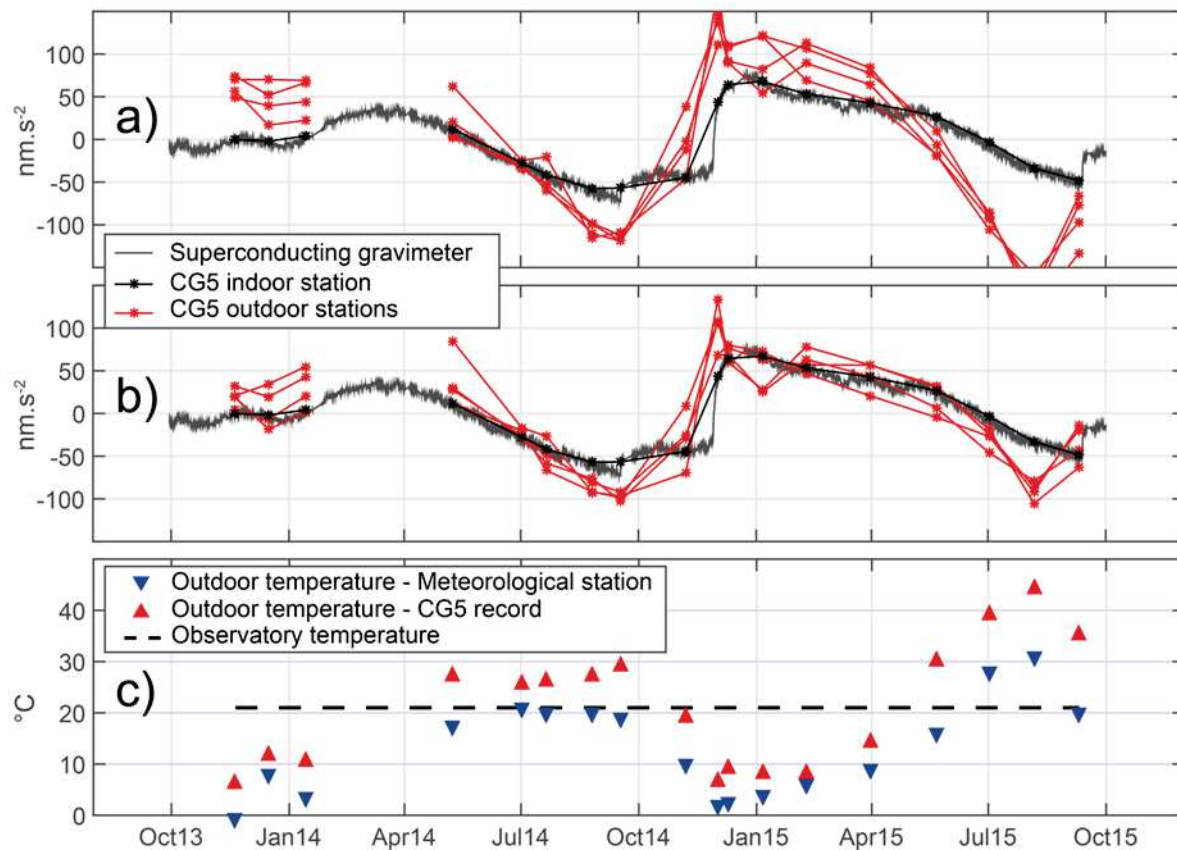 100
50
0
-50
-100
nm.s-2
a)
Superconducting gravimeter
CG5 indoor station
CG5 outdoor stations
100
50
0
-50
-100
nm.s-2
b)
Outdoor temperature - Meteorological station
Outdoor temperature - CG5 record
Observatory temperature
40
30
20
10
0
°C
c)
Oct13 Jan14 Apr14 Jul14 Oct14 Jan15 Apr15 Jul15 Oct15